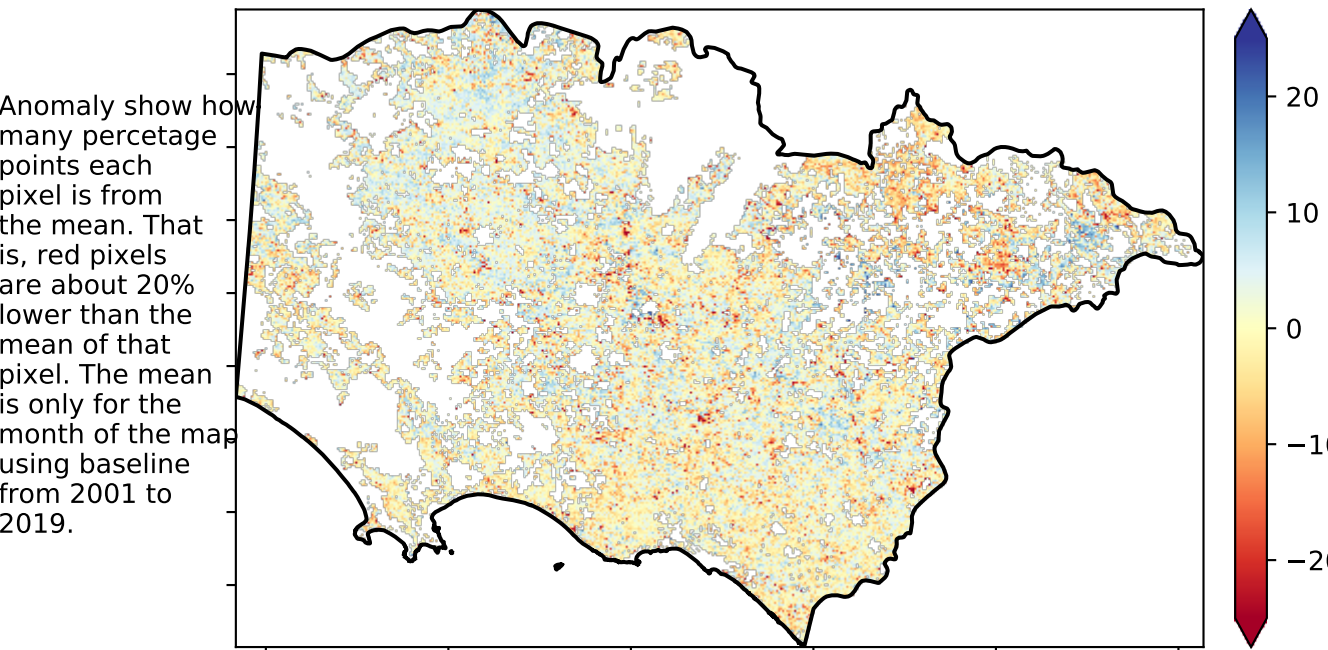 Anomaly show how
many percetage
points each
pixel is from
the mean. That
is, red pixels
are about 20%
lower than the
mean of that
pixel. The mean
is only for the
month of the map
using baseline
from 2001 to
2019.
20
10
0
−10
−20